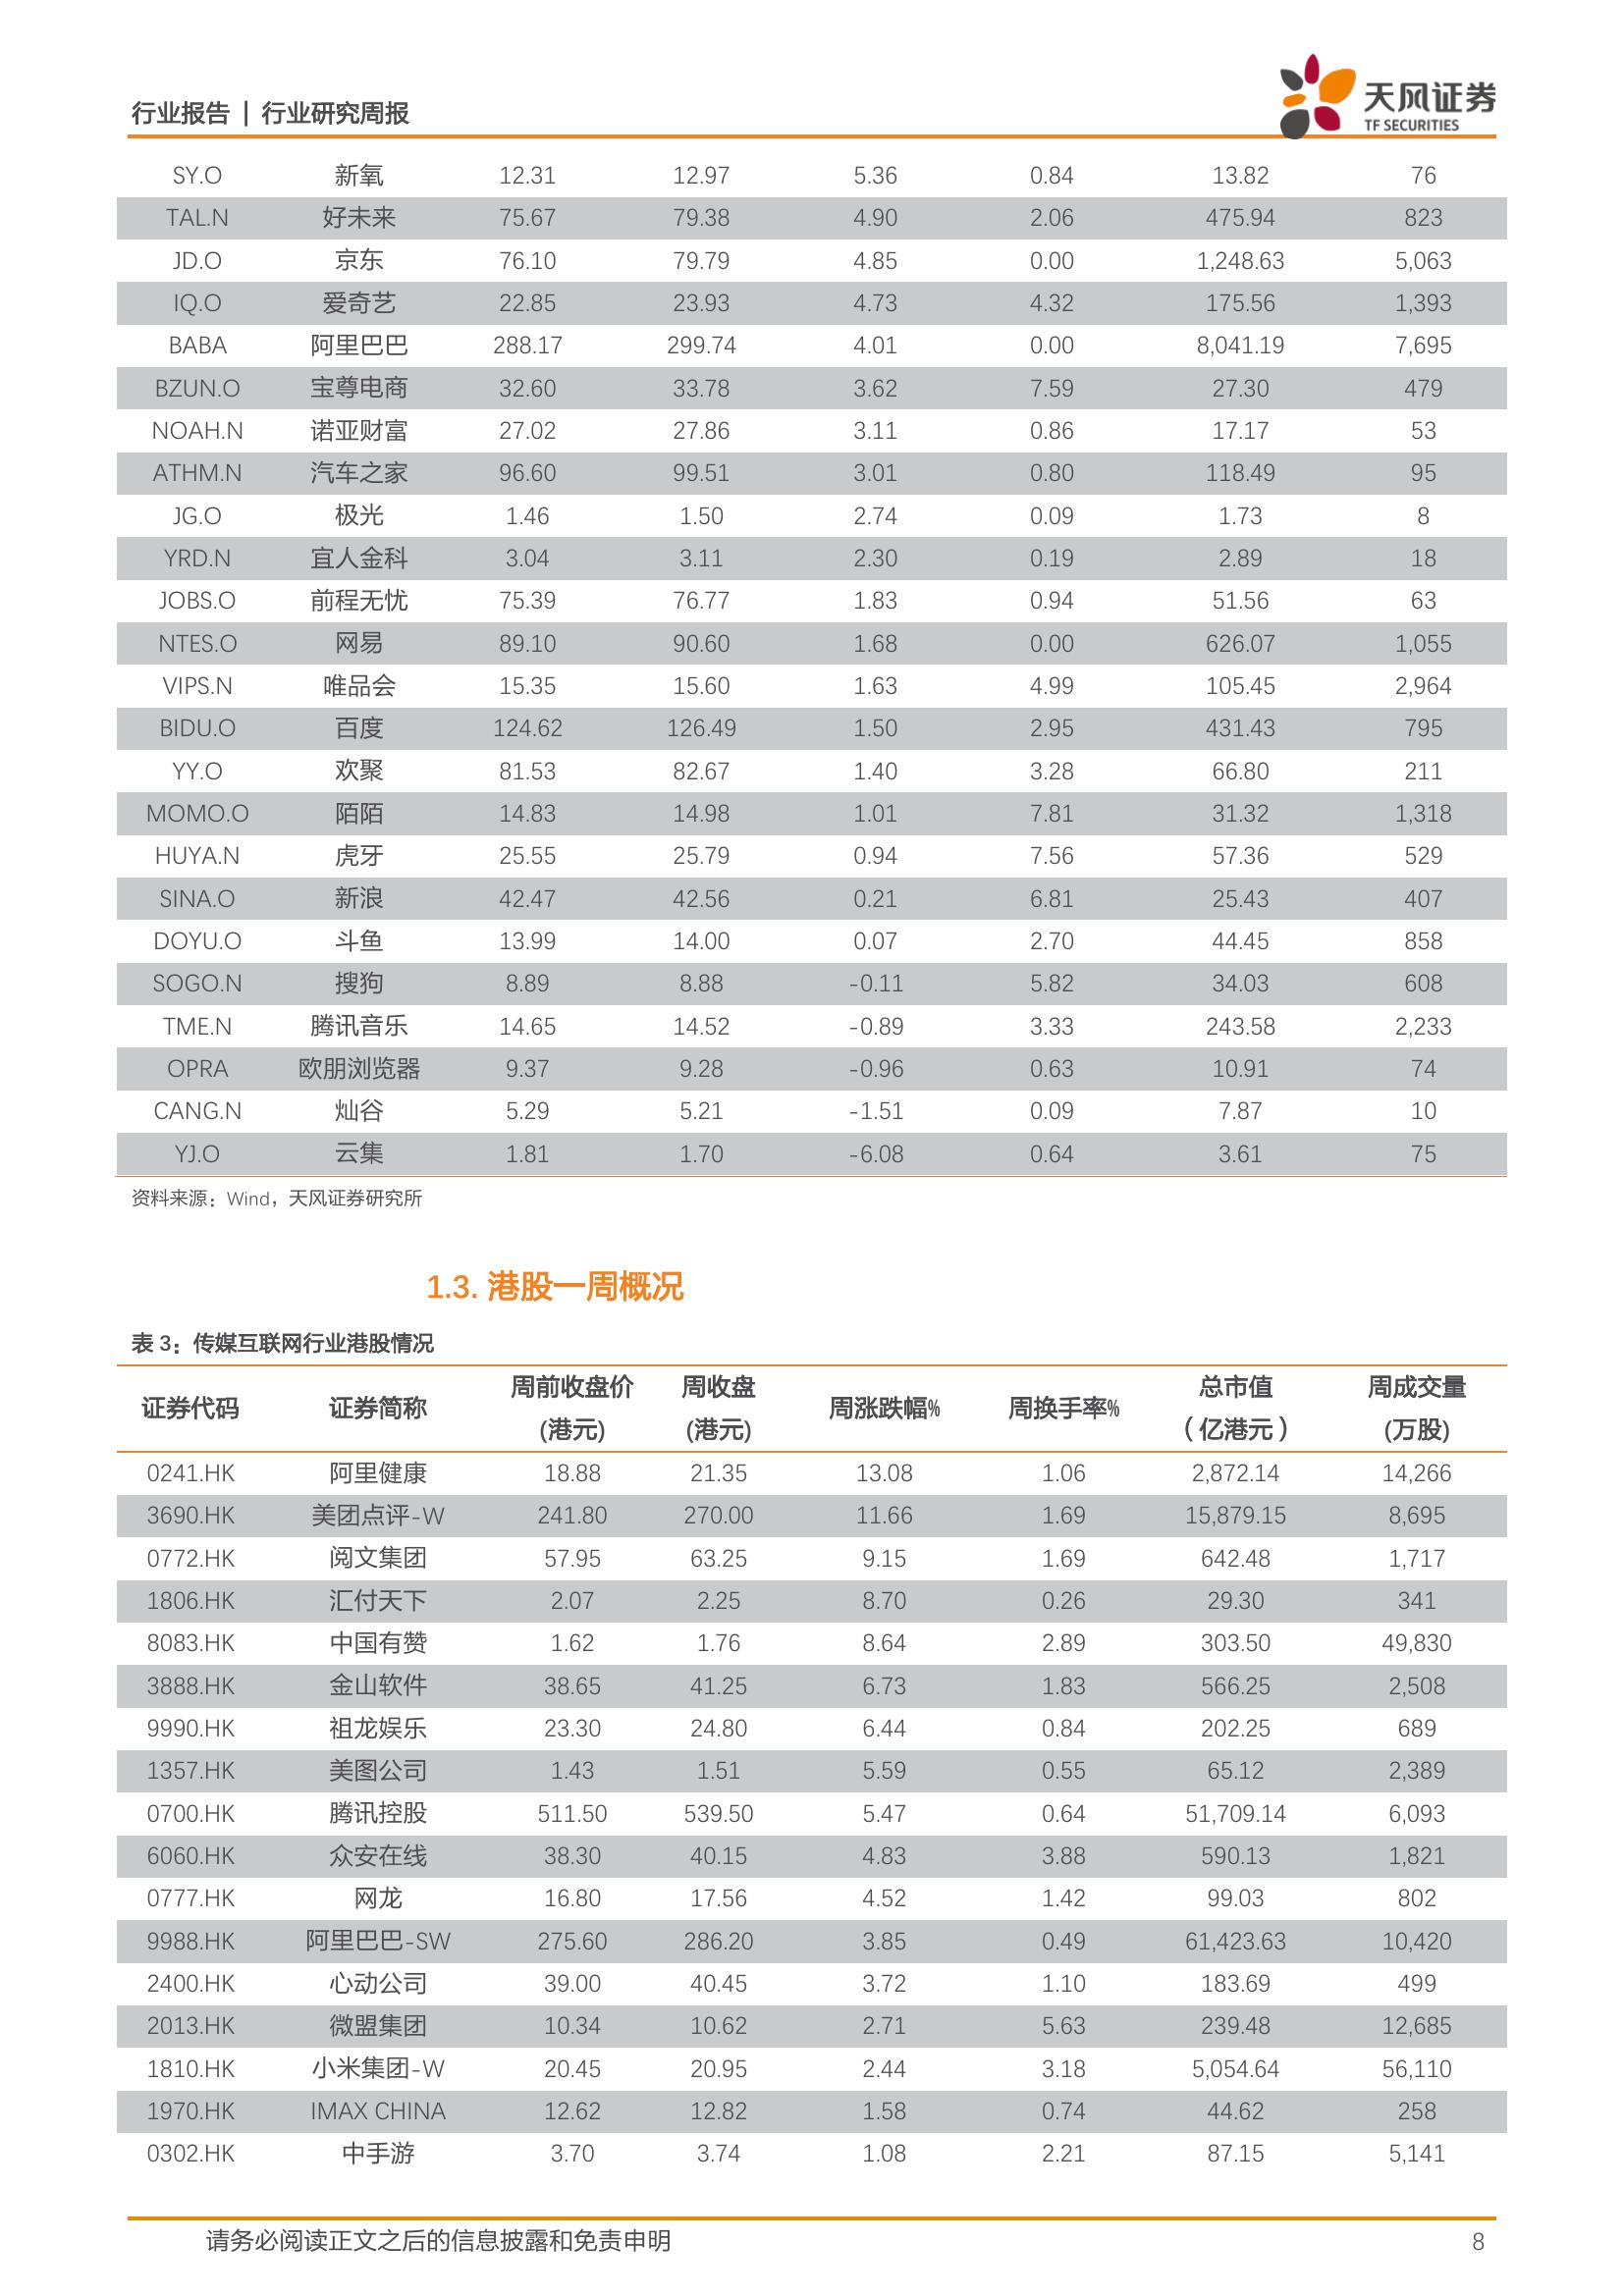 行业报告 | 行业研究周报
天风证券
TF SECURITIES
SY.O 新氧 12.31 12.97 5.36 0.84 13.82 76
TAL.N 好未来 75.67 79.38 4.90 2.06 475.94 823
JD.O 京东 76.10 79.79 4.85 0.00 1,248.63 5,063
IQ.O 爱奇艺 22.85 23.93 4.73 4.32 175.56 1,393
BABA 阿里巴巴 288.17 299.74 4.01 0.00 8,041.19 7,695
BZUN.O 宝尊电商 32.60 33.78 3.62 7.59 27.30 479
NOAH.N 诺亚财富 27.02 27.86 3.11 0.86 17.17 53
ATHM.N 汽车之家 96.60 99.51 3.01 0.80 118.49 95
JG.O 极光 1.46 1.50 2.74 0.09 1.73 8
YRD.N 宜人金科 3.04 3.11 2.30 0.19 2.89 18
JOBS.O 前程无忧 75.39 76.77 1.83 0.94 51.56 63
NTES.O 网易 89.10 90.60 1.68 0.00 626.07 1,055
VIPS.N 唯品会 15.35 15.60 1.63 4.99 105.45 2,964
BIDU.O 百度 124.62 126.49 1.50 2.95 431.43 795
YY.O 欢聚 81.53 82.67 1.40 3.28 66.80 211
MOMO.O 陌陌 14.83 14.98 1.01 7.81 31.32 1,318
HUYA.N 虎牙 25.55 25.79 0.94 7.56 57.36 529
SINA.O 新浪 42.47 42.56 0.21 6.81 25.43 407
DOYU.O 斗鱼 13.99 14.00 0.07 2.70 44.45 858
SOGO.N 搜狗 8.89 8.88 -0.11 5.82 34.03 608
TME.N 腾讯音乐 14.65 14.52 -0.89 3.33 243.58 2,233
OPRA 欧朋浏览器 9.37 9.28 -0.96 0.63 10.91 74
CANG.N 灿谷 5.29 5.21 -1.51 0.09 7.87 10
YJ.O 云集 1.81 1.70 -6.08 0.64 3.61 75
资料来源：Wind，天风证券研究所
1.3. 港股一周概况
表 3：传媒互联网行业港股情况
证券代码 证券简称 周前收盘价(港元) 周收盘(港元) 周涨跌幅% 周换手率% 总市值（亿港元） 周成交量(万股)
0241.HK 阿里健康 18.88 21.35 13.08 1.06 2,872.14 14,266
3690.HK 美团点评-W 241.80 270.00 11.66 1.69 15,879.15 8,695
0772.HK 阅文集团 57.95 63.25 9.15 1.69 642.48 1,717
1806.HK 汇付天下 2.07 2.25 8.70 0.26 29.30 341
8083.HK 中国有赞 1.62 1.76 8.64 2.89 303.50 49,830
3888.HK 金山软件 38.65 41.25 6.73 1.83 566.25 2,508
9990.HK 祖龙娱乐 23.30 24.80 6.44 0.84 202.25 689
1357.HK 美图公司 1.43 1.51 5.59 0.55 65.12 2,389
0700.HK 腾讯控股 511.50 539.50 5.47 0.64 51,709.14 6,093
6060.HK 众安在线 38.30 40.15 4.83 3.88 590.13 1,821
0777.HK 网龙 16.80 17.56 4.52 1.42 99.03 802
9988.HK 阿里巴巴-SW 275.60 286.20 3.85 0.49 61,423.63 10,420
2400.HK 心动公司 39.00 40.45 3.72 1.10 183.69 499
2013.HK 微盟集团 10.34 10.62 2.71 5.63 239.48 12,685
1810.HK 小米集团-W 20.45 20.95 2.44 3.18 5,054.64 56,110
1970.HK IMAX CHINA 12.62 12.82 1.58 0.74 44.62 258
0302.HK 中手游 3.70 3.74 1.08 2.21 87.15 5,141
请务必阅读正文之后的信息披露和免责申明 8